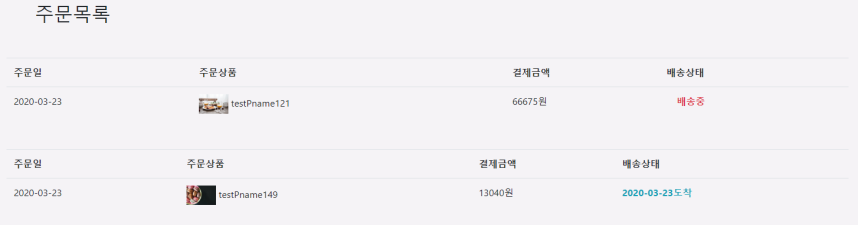 주문목록
주문일 주문상품 결제금액 배송상태
2020-03-23 testPname121 66675원 배송중
주문일 주문상품 결제금액 배송상태
2020-03-23 testPname149 13040원 2020-03-23도착